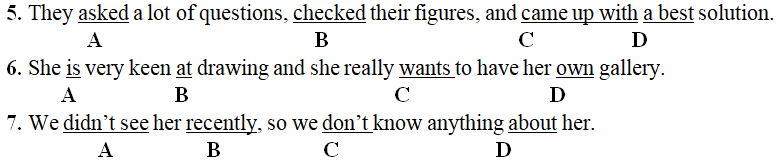 5. They asked a lot of questions, checked their figures, and came up with a best solution.
A B C D
6. She is very keen at drawing and she really wants to have her own gallery.
A B C D
7. We didn’t see her recently, so we don’t know anything about her.
A B C D